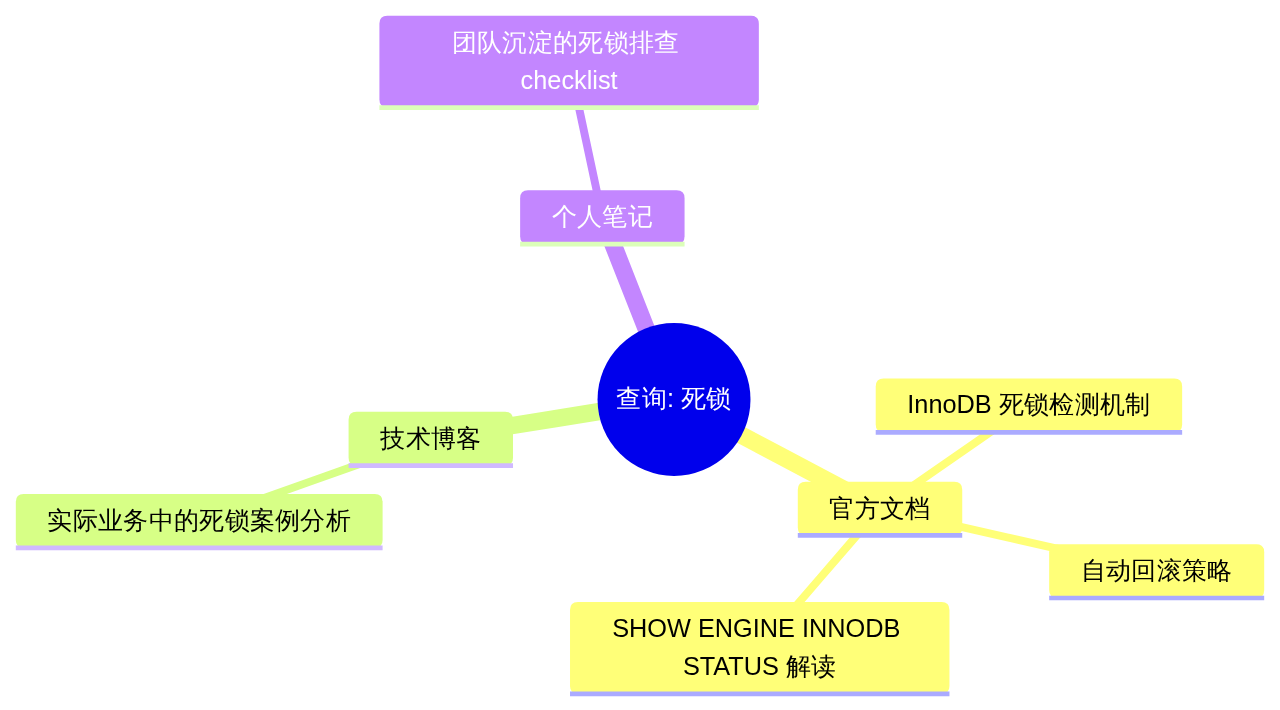 团队沉淀的死锁排查
checklist
个人笔记
查询: 死锁
InnoDB 死锁检测机制
技术博客
官方文档
实际业务中的死锁案例分析
自动回滚策略
SHOW ENGINE INNODB
STATUS 解读